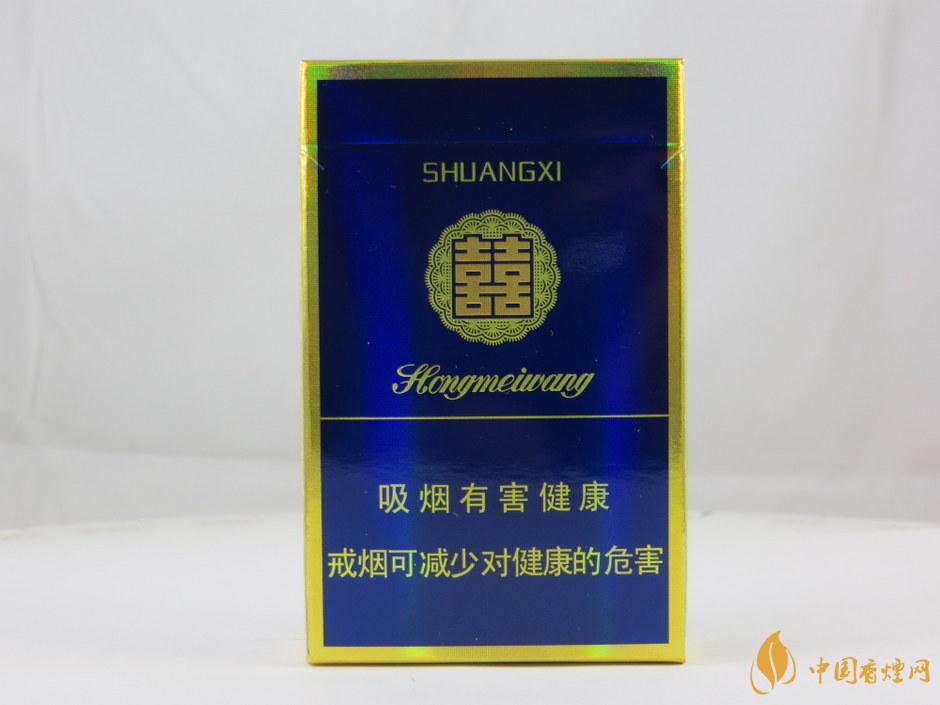 SHUANGXI
囍
Hongmeiwang
吸烟有害健康
戒烟可减少对健康的危害
中国香煙网